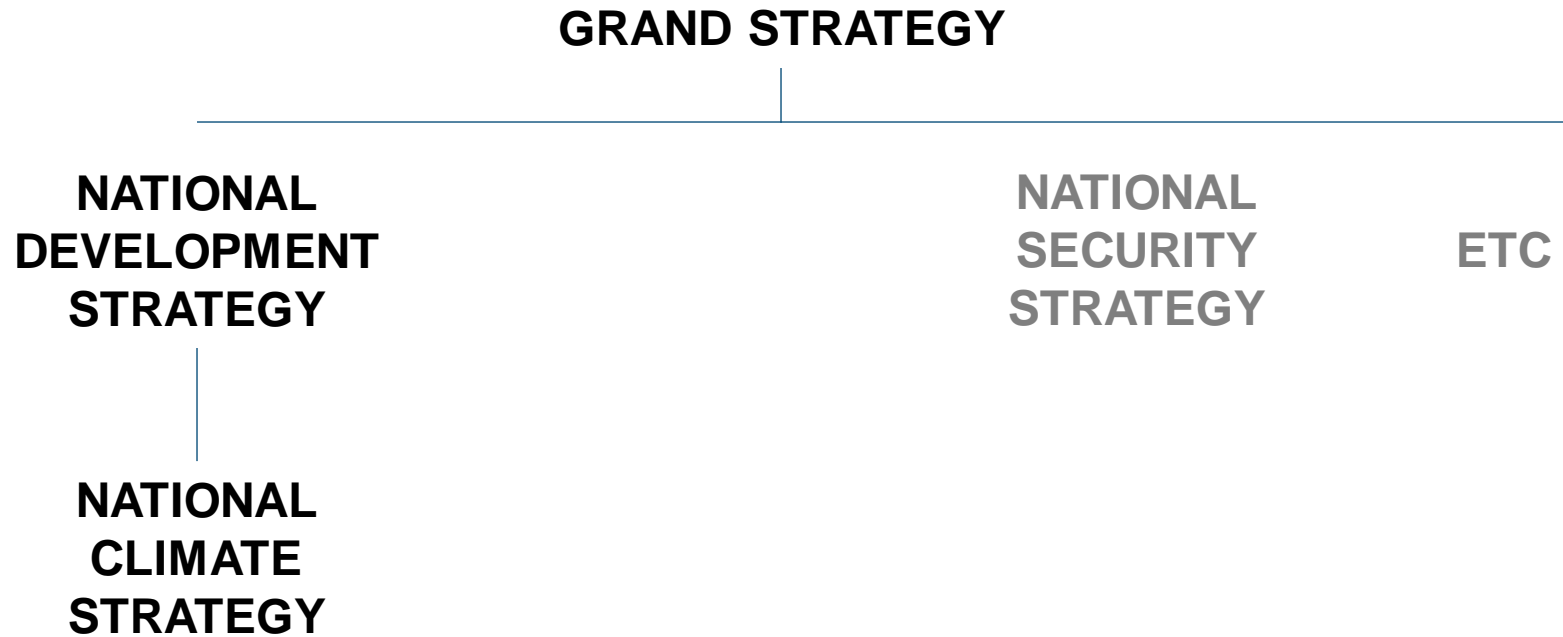 GRAND STRATEGY
NATIONAL
DEVELOPMENT
STRATEGY
NATIONAL
SECURITY
STRATEGY
ETC
NATIONAL
CLIMATE
STRATEGY